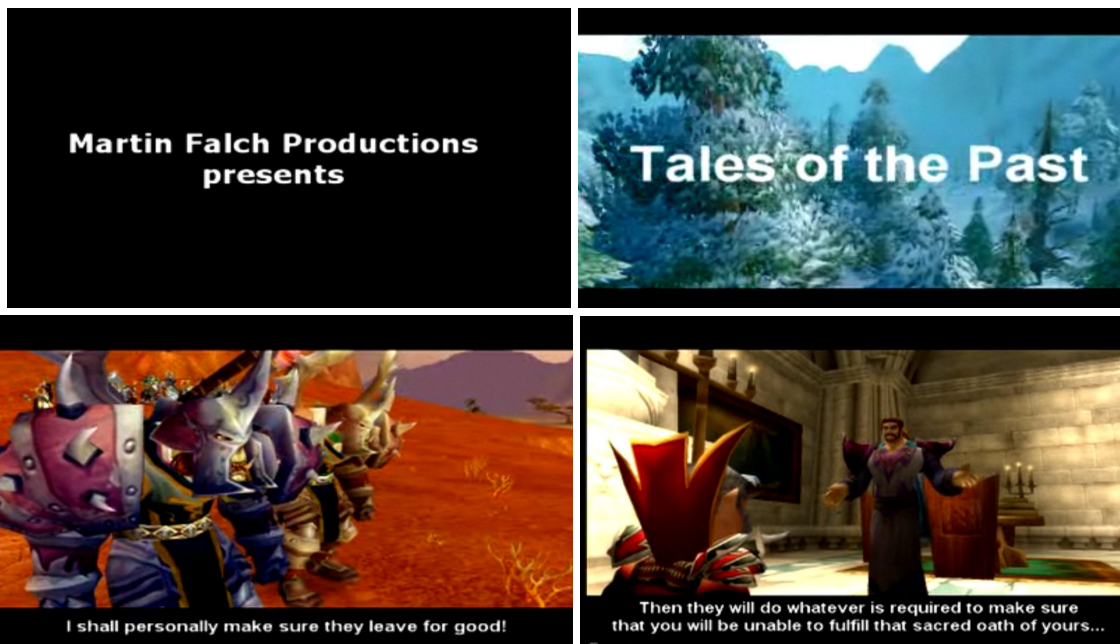 Martin Falch Productions
presents
Tales of the Past
I shall personally make sure they leave for good!
Then they will do whatever is required to make sure
that you will be unable to fulfill that sacred oath of yours...